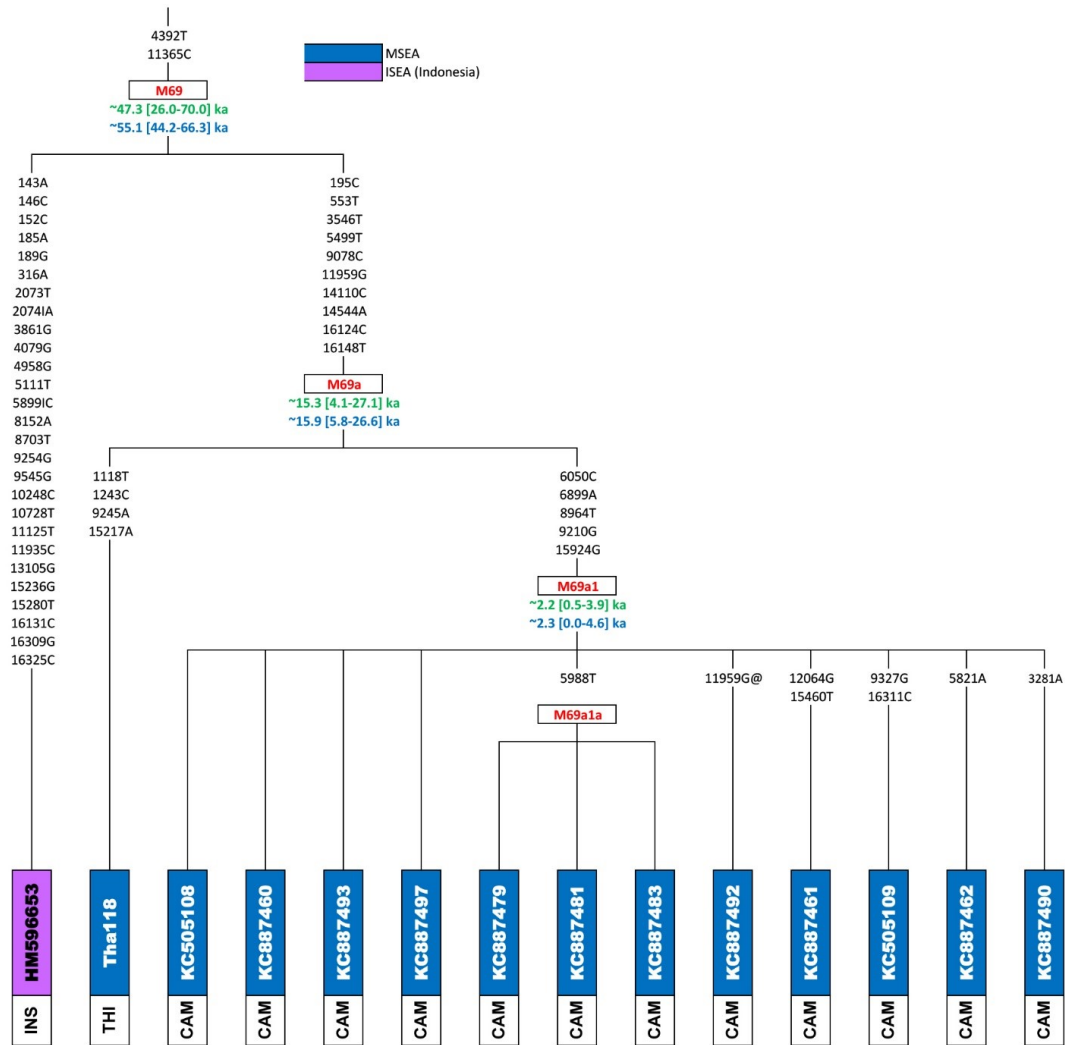 4392T
11365C
MSEA
ISEA (Indonesia)
M69
~47.3 [26.0-70.0] ka
~55.1 [44.2-66.3] ka
143A
146C
152C
185A
189G
316A
2073T
2074IA
3861G
4079G
4958G
5111T
5899IC
8152A
8703T
9254G
9545G
10248C
10728T
11125T
11935C
13105G
15236G
15280T
16131C
16309G
16325C
195C
553T
3546T
5499T
9078C
11959G
14110C
14544A
16124C
16148T
M69a
~15.3 [4.1-27.1] ka
~15.9 [5.8-26.6] ka
1118T
1243C
9245A
15217A
6050C
6899A
8964T
9210G
15924G
M69a1
~2.2 [0.5-3.9] ka
~2.3 [0.0-4.6] ka
5988T
M69a1a
11959G@
12064G
15460T
9327G
16311C
5821A
3281A
HM596653
Tha118
KC505108
KC887460
KC887493
KC887497
KC887479
KC887481
KC887483
KC887492
KC887461
KC505109
KC887462
KC887490
INS
THI
CAM
CAM
CAM
CAM
CAM
CAM
CAM
CAM
CAM
CAM
CAM
CAM